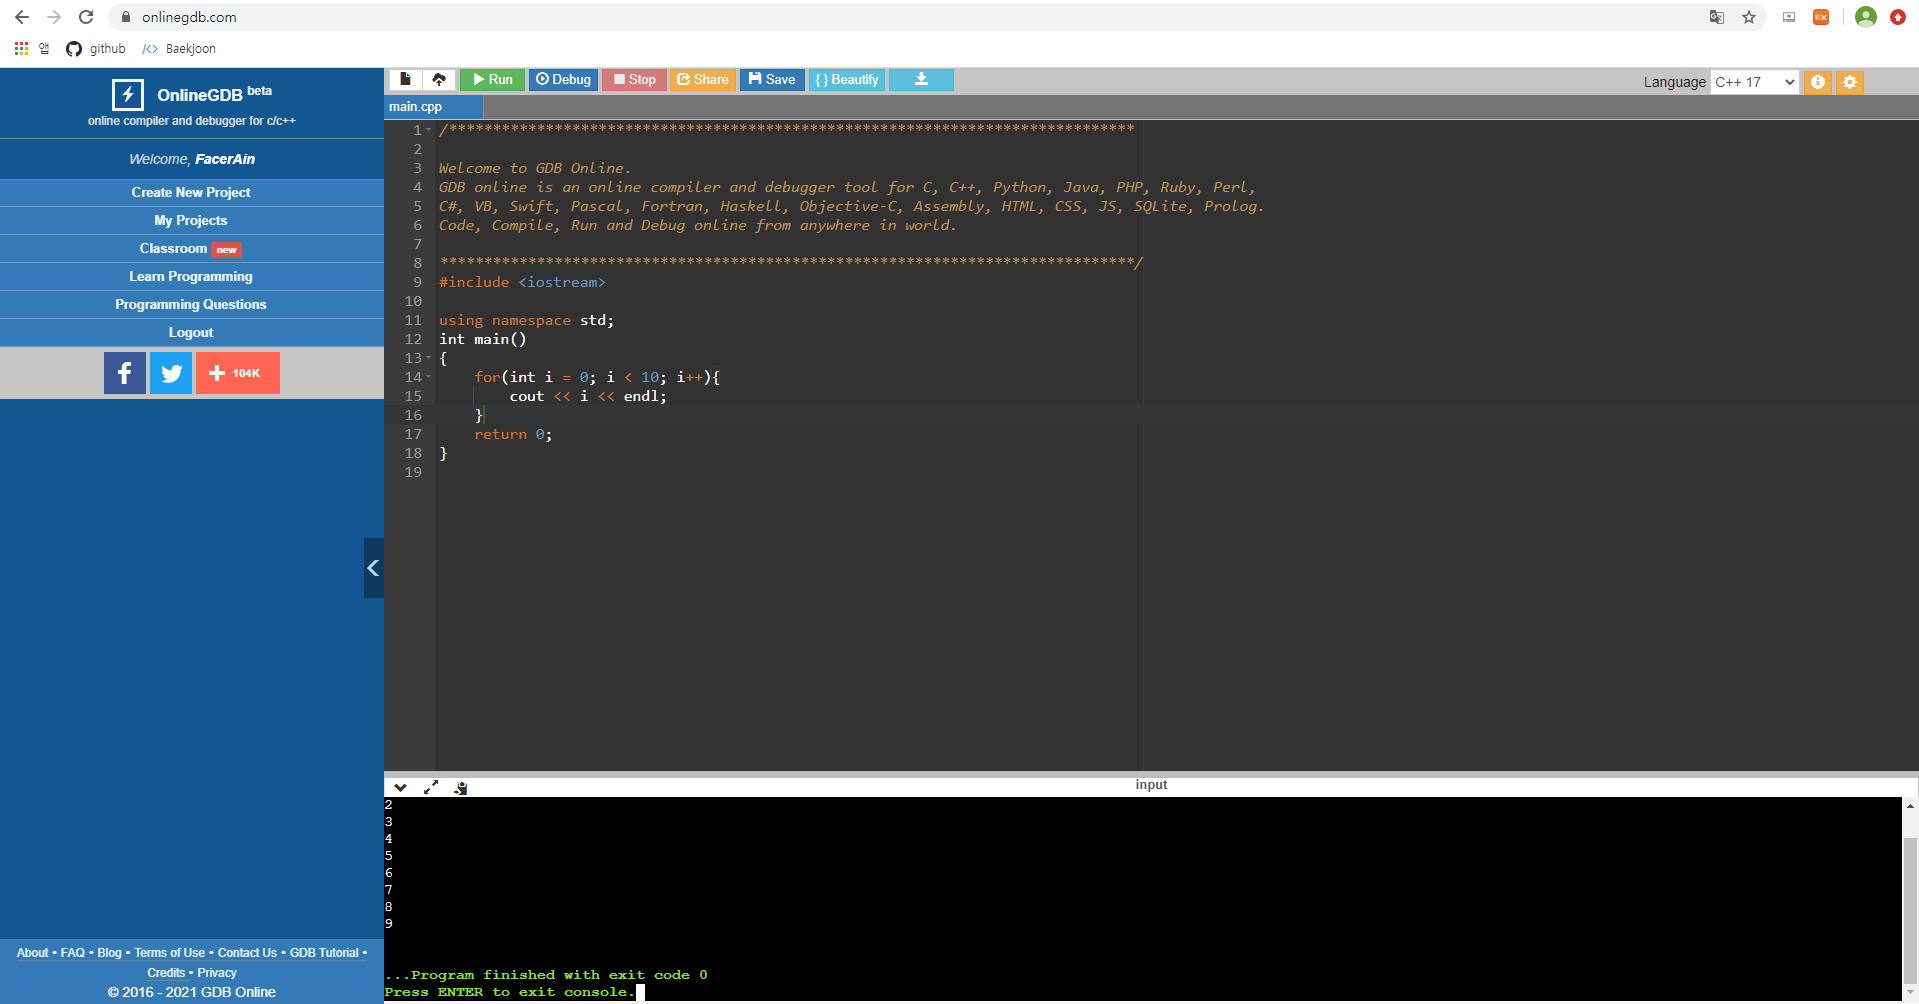 onlinegdb.com
앱 github </> Baekjoon
OnlineGDB beta
online compiler and debugger for c/c++
Welcome, FacerAin
Create New Project
My Projects
Classroom new
Learn Programming
Programming Questions
Logout
104K
About • FAQ • Blog • Terms of Use • Contact Us • GDB Tutorial •
Credits • Privacy
© 2016 - 2021 GDB Online
Run Debug Stop Share Save { } Beautify
Language C++ 17
main.cpp
1 /******************************************************************************
2
3 Welcome to GDB Online.
4 GDB online is an online compiler and debugger tool for C, C++, Python, Java, PHP, Ruby, Perl,
5 C#, VB, Swift, Pascal, Fortran, Haskell, Objective-C, Assembly, HTML, CSS, JS, SQLite, Prolog.
6 Code, Compile, Run and Debug online from anywhere in world.
7
8 *******************************************************************************/
9 #include <iostream>
10
11 using namespace std;
12 int main()
13 {
14     for(int i = 0; i < 10; i++){
15         cout << i << endl;
16     }
17     return 0;
18 }
19
input
2
3
4
5
6
7
8
9
...Program finished with exit code 0
Press ENTER to exit console.